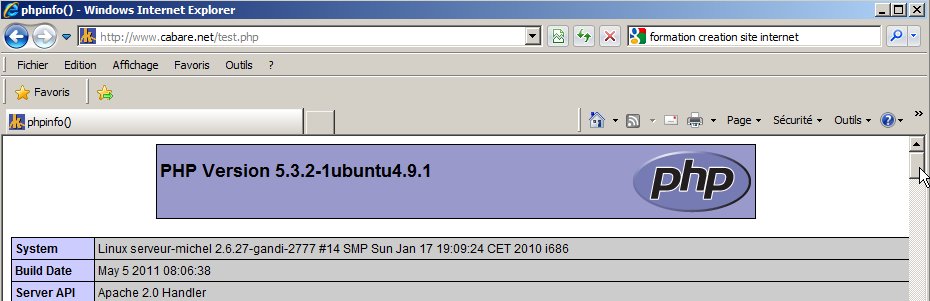 phpinfo() - Windows Internet Explorer
http://www.cabare.net/test.php formation creation site internet
Fichier Edition Affichage Favoris Outils ?
Favoris
phpinfo() Page Sécurité Outils
PHP Version 5.3.2-1ubuntu4.9.1
php
System Linux serveur-michel 2.6.27-gandi-2777 #14 SMP Sun Jan 17 19:09:24 CET 2010 i686
Build Date May 5 2011 08:06:38
Server API Apache 2.0 Handler